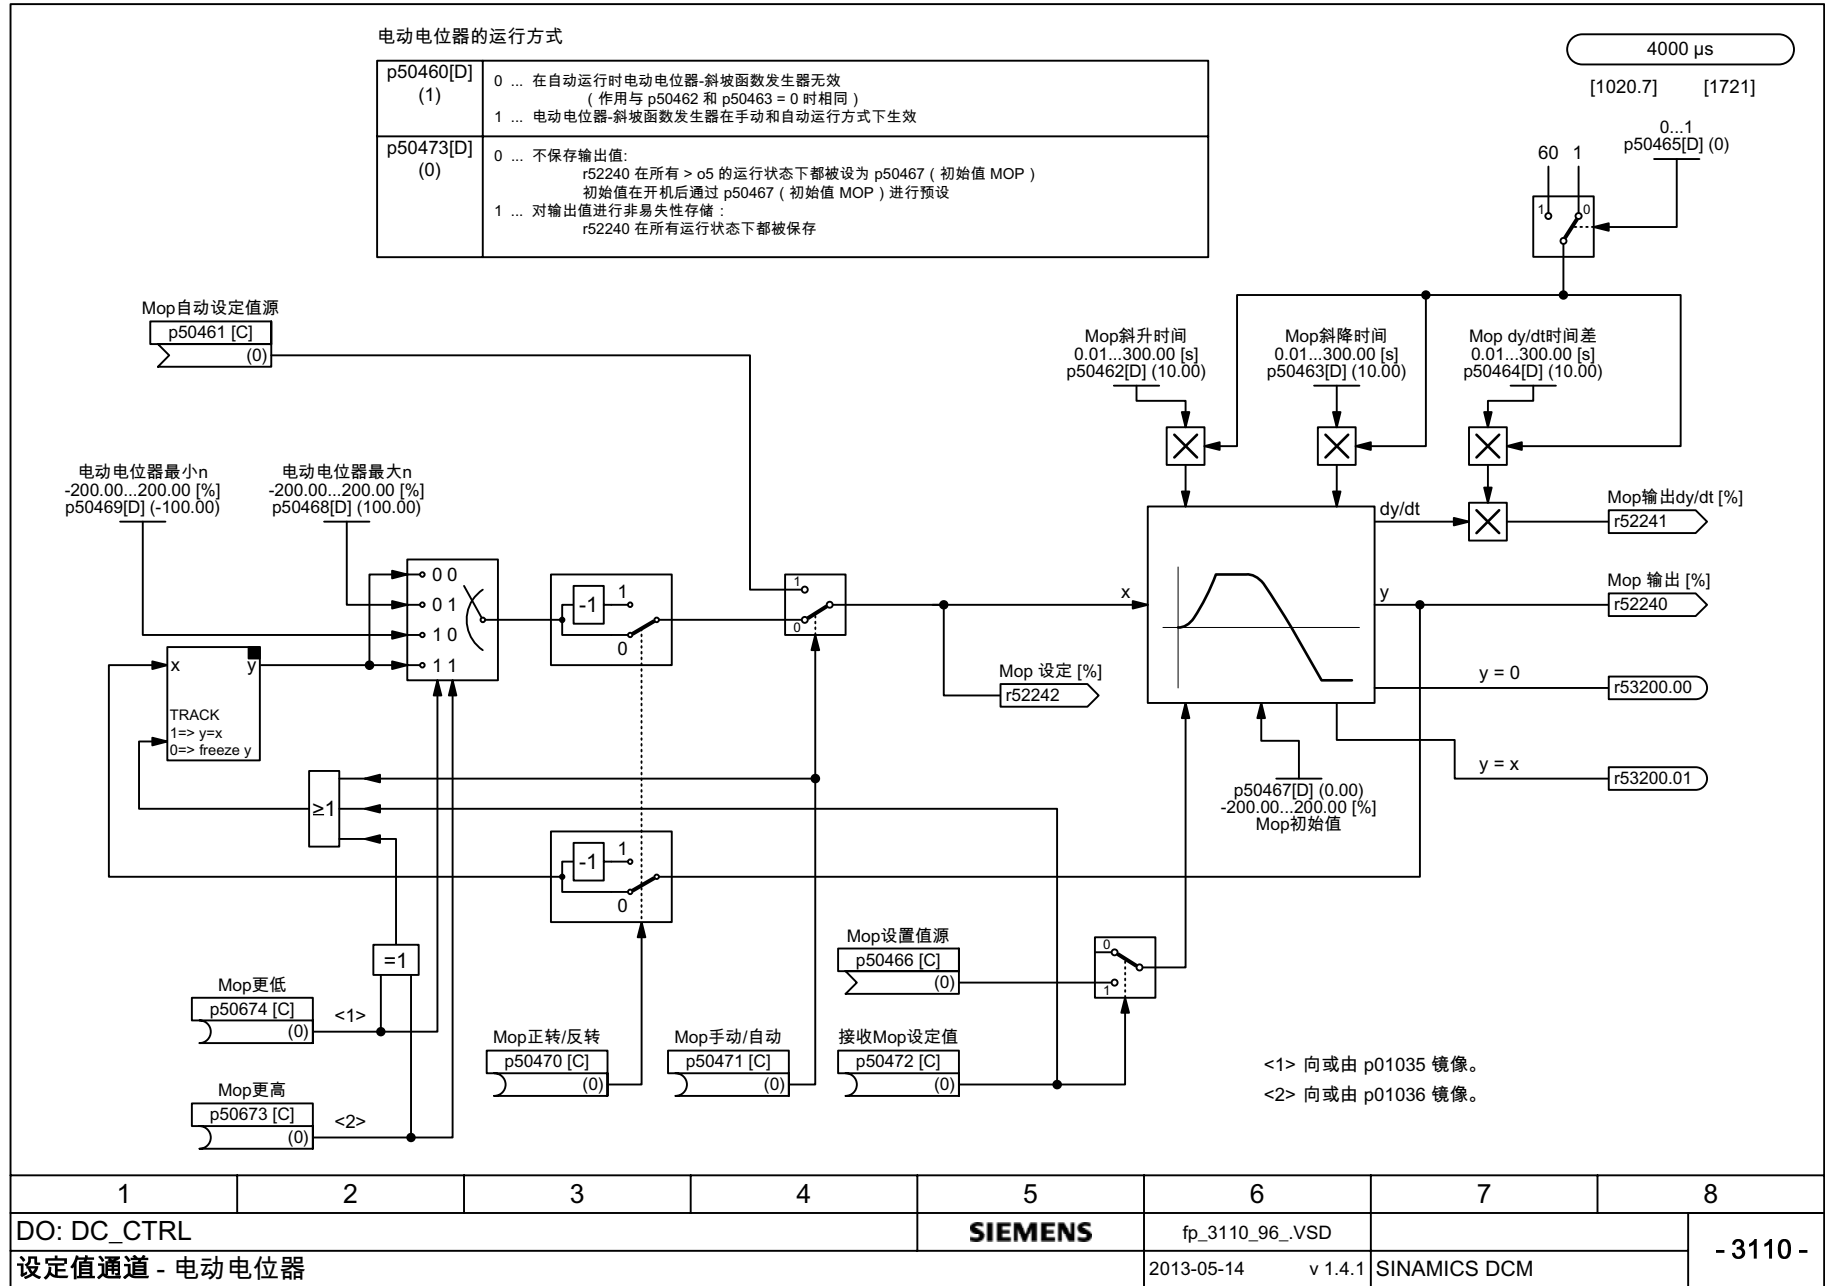 电动电位器的运行方式
p50460[D]
(1)
0 ... 在自动运行时电动电位器-斜坡函数发生器无效
( 作用与 p50462 和 p50463 = 0 时相同 )
1 ... 电动电位器-斜坡函数发生器在手动和自动运行方式下生效
p50473[D]
(0)
0 ... 不保存输出值:
r52240 在所有 > o5 的运行状态下都被设为 p50467 ( 初始值 MOP )
初始值在开机后通过 p50467 ( 初始值 MOP ) 进行预设
1 ... 对输出值进行非易失性存储 :
r52240 在所有运行状态下都被保存
4000 µs
[1020.7] [1721]
0...1
p50465[D] (0)
60 1
1 0
Mop自动设定值源
p50461 [C]
(0)
Mop斜升时间
0.01...300.00 [s]
p50462[D] (10.00)
Mop斜降时间
0.01...300.00 [s]
p50463[D] (10.00)
Mop dy/dt时间差
0.01...300.00 [s]
p50464[D] (10.00)
电动电位器最小n
-200.00...200.00 [%]
p50469[D] (-100.00)
电动电位器最大n
-200.00...200.00 [%]
p50468[D] (100.00)
0 0
0 1
1 0
1 1
-1
1
0
1
0
x
dy/dt
Mop输出dy/dt [%]
r52241
y
Mop 输出 [%]
r52240
x y
TRACK
1=> y=x
0=> freeze y
Mop 设定 [%]
r52242
y = 0
r53200.00
y = x
r53200.01
p50467[D] (0.00)
-200.00...200.00 [%]
Mop初始值
≥1
-1
1
0
=1
Mop设置值源
p50466 [C]
(0)
0
1
Mop更低
p50674 [C]
(0)
<1>
Mop正转/反转
p50470 [C]
(0)
Mop手动/自动
p50471 [C]
(0)
接收Mop设定值
p50472 [C]
(0)
<1> 向或由 p01035 镜像。
<2> 向或由 p01036 镜像。
Mop更高
p50673 [C]
(0)
<2>
1 2 3 4 5 6 7 8
DO: DC_CTRL
SIEMENS
fp_3110_96_.VSD
- 3110 -
设定值通道 - 电动电位器
2013-05-14 v 1.4.1
SINAMICS DCM